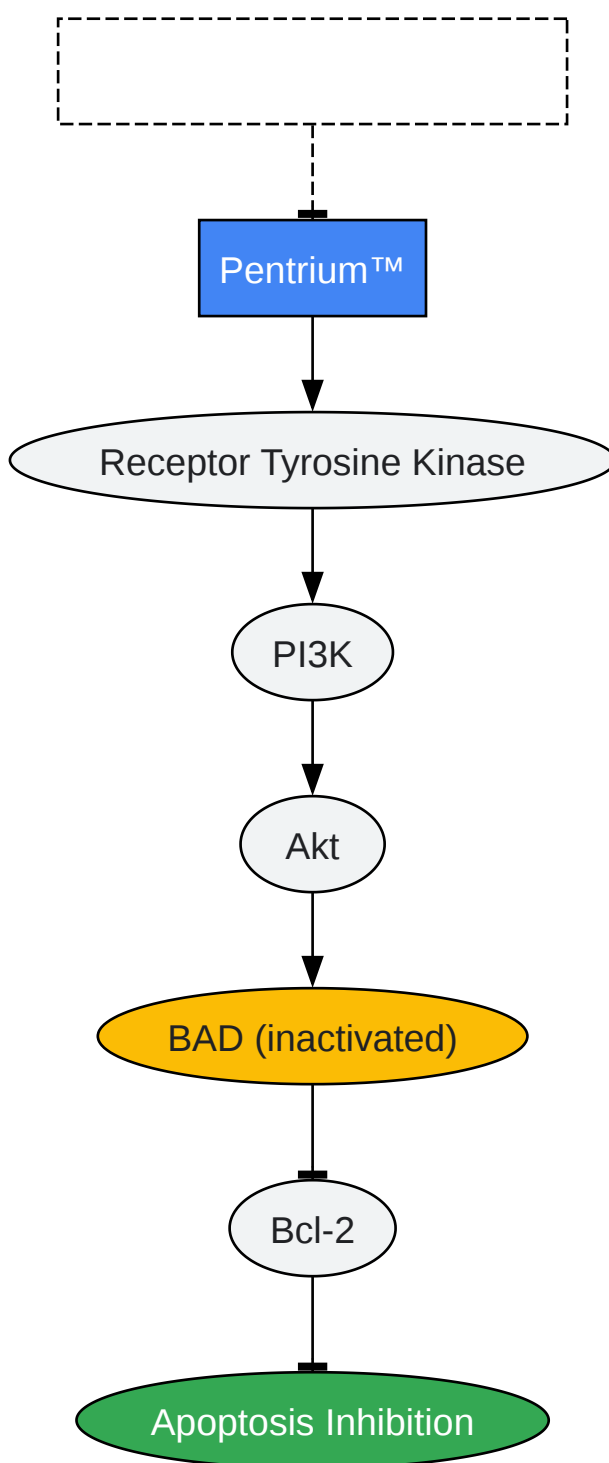 Pentrium™
Receptor Tyrosine Kinase
PI3K
Akt
BAD (inactivated)
Bcl-2
Apoptosis Inhibition